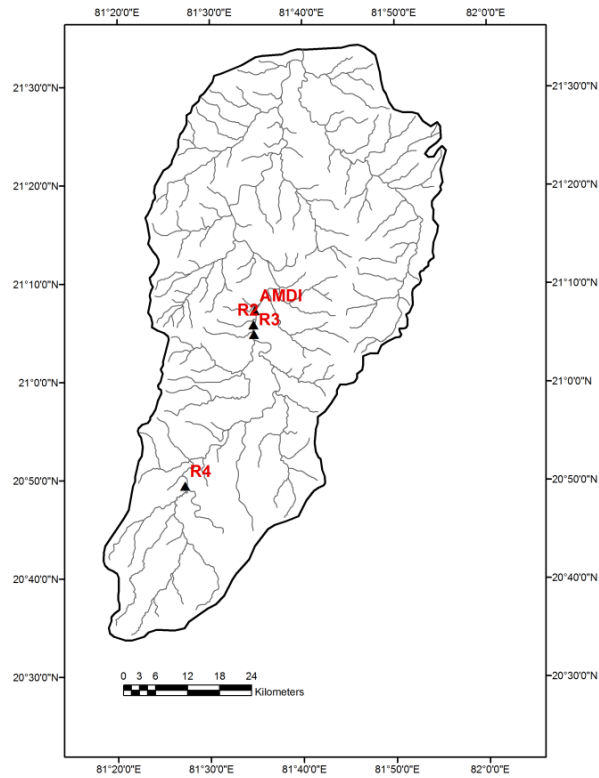 81°20'0"E 81°30'0"E 81°40'0"E 81°50'0"E 82°0'0"E
21°30'0"N 21°30'0"N
21°20'0"N 21°20'0"N
21°10'0"N 21°10'0"N
AMDI
R2 R3
21°0'0"N 21°0'0"N
20°50'0"N 20°50'0"N
R4
20°40'0"N 20°40'0"N
20°30'0"N 20°30'0"N
0 3 6 12 18 24
Kilometers
81°20'0"E 81°30'0"E 81°40'0"E 81°50'0"E 82°0'0"E